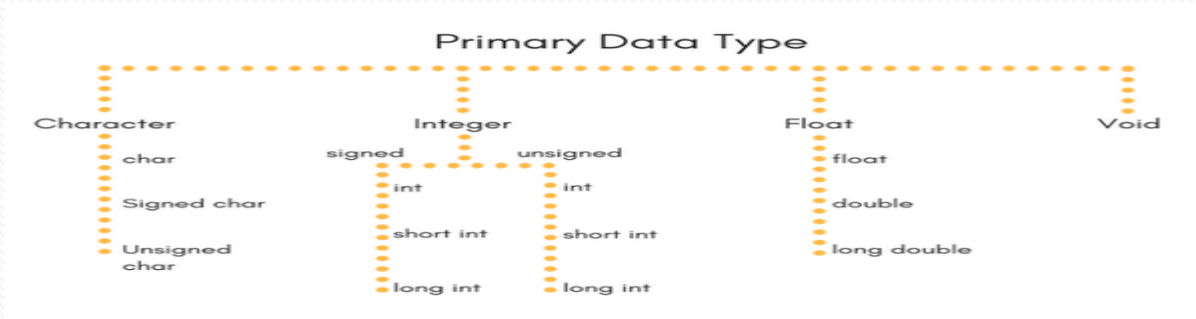 Primary Data Type
Character
Integer
Float
Void
char
Signed char
Unsigned
char
signed
int
short int
long int
unsigned
int
short int
long int
float
double
long double